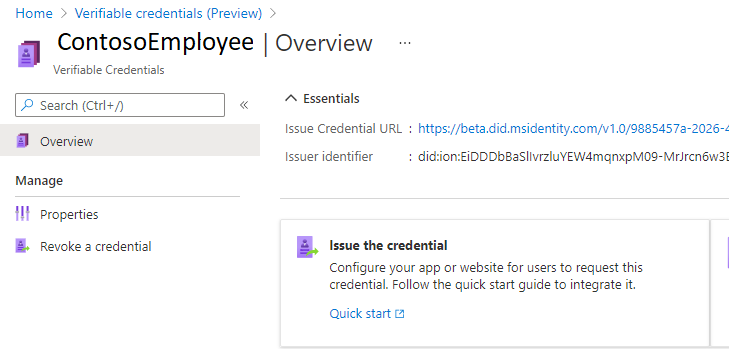 Home > Verifiable credentials (Preview) >
ContosoEmployee | Overview ...
Verifiable Credentials
Search (Ctrl+/) «
Overview
Manage
Properties
Revoke a credential
Essentials
Issue Credential URL : https://beta.did.msidentity.com/v1.0/9885457a-2026-4
Issuer identifier : did:ion:EiDDDbBaSlIvrzluYEW4mqnxpM09-MrJrcn6w3E
Issue the credential
Configure your app or website for users to request this
credential. Follow the quick start guide to integrate it.
Quick start